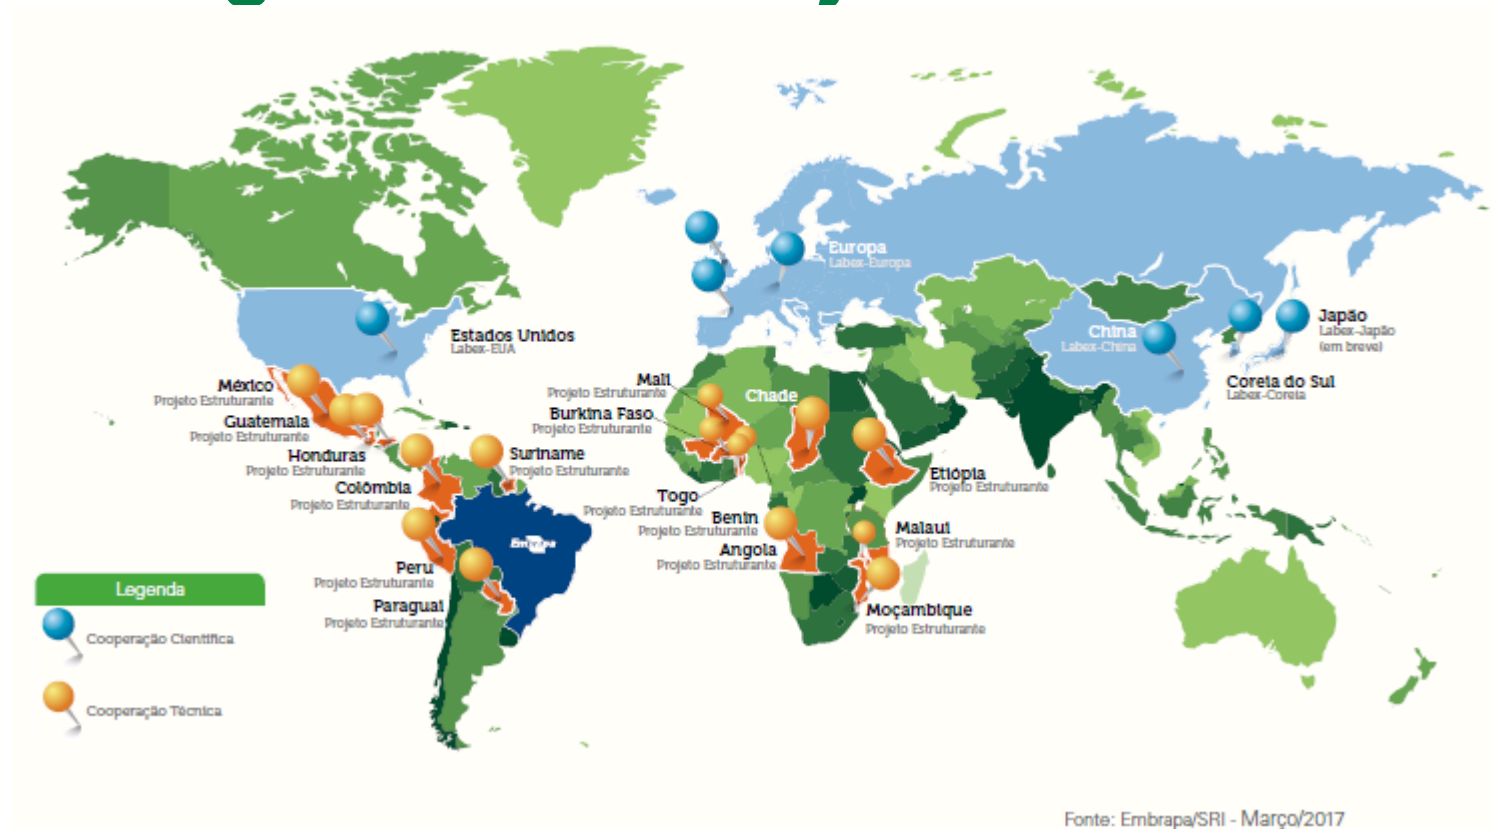 Europa
Labex-Europa
Estados Unidos
Labex-EUA
China
Labex-China
Japão
Labex-Japão
(em breve)
Coreia do Sul
Labex-Coreia
México
Projeto Estruturante
Guatemala
Projeto Estruturante
Honduras
Projeto Estruturante
Colômbia
Projeto Estruturante
Suriname
Projeto Estruturante
Mali
Projeto Estruturante
Burkina Faso
Projeto Estruturante
Chade
Togo
Projeto Estruturante
Benin
Projeto Estruturante
Angola
Projeto Estruturante
Etiópia
Projeto Estruturante
Malaui
Projeto Estruturante
Moçambique
Projeto Estruturante
Embrapa
Peru
Projeto Estruturante
Paraguai
Projeto Estruturante
Legenda
Cooperação Científica
Cooperação Técnica
Fonte: Embrapa/SRI - Março/2017